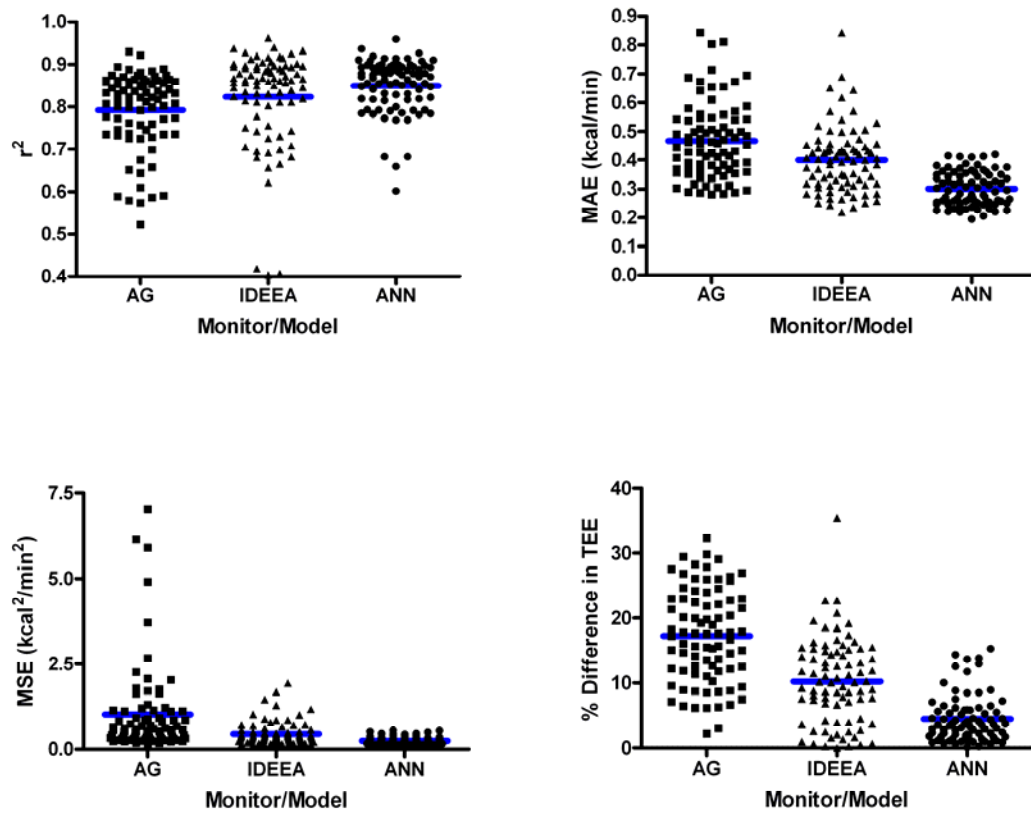 1.0
0.9
0.8
0.7
0.6
0.5
0.4
r²
AG IDEEA ANN
Monitor/Model
0.9
0.8
0.7
0.6
0.5
0.4
0.3
0.2
0.1
0.0
MAE (kcal/min)
AG IDEEA ANN
Monitor/Model
7.5
5.0
2.5
0.0
MSE (kcal²/min²)
AG IDEEA ANN
Monitor/Model
40
30
20
10
0
% Difference in TEE
AG IDEEA ANN
Monitor/Model